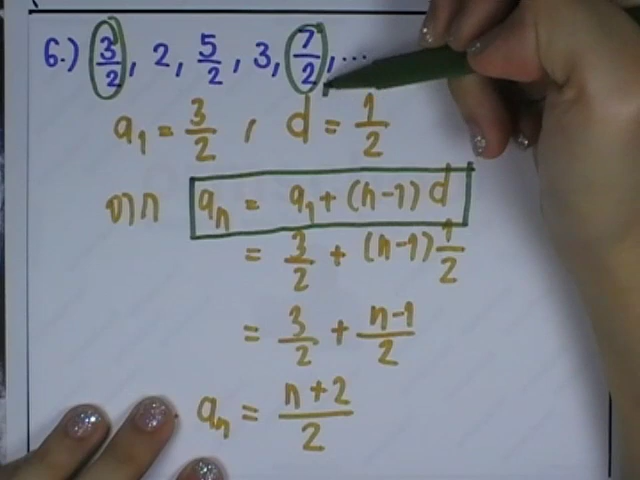 6.) 3/2, 2, 5/2, 3, 7/2, ...
a₁ = 3/2, d = 1/2
จาก aₙ = a₁ + (n-1) d
= 3/2 + (n-1) 1/2
= 3/2 + n-1/2
aₙ = n+2/2